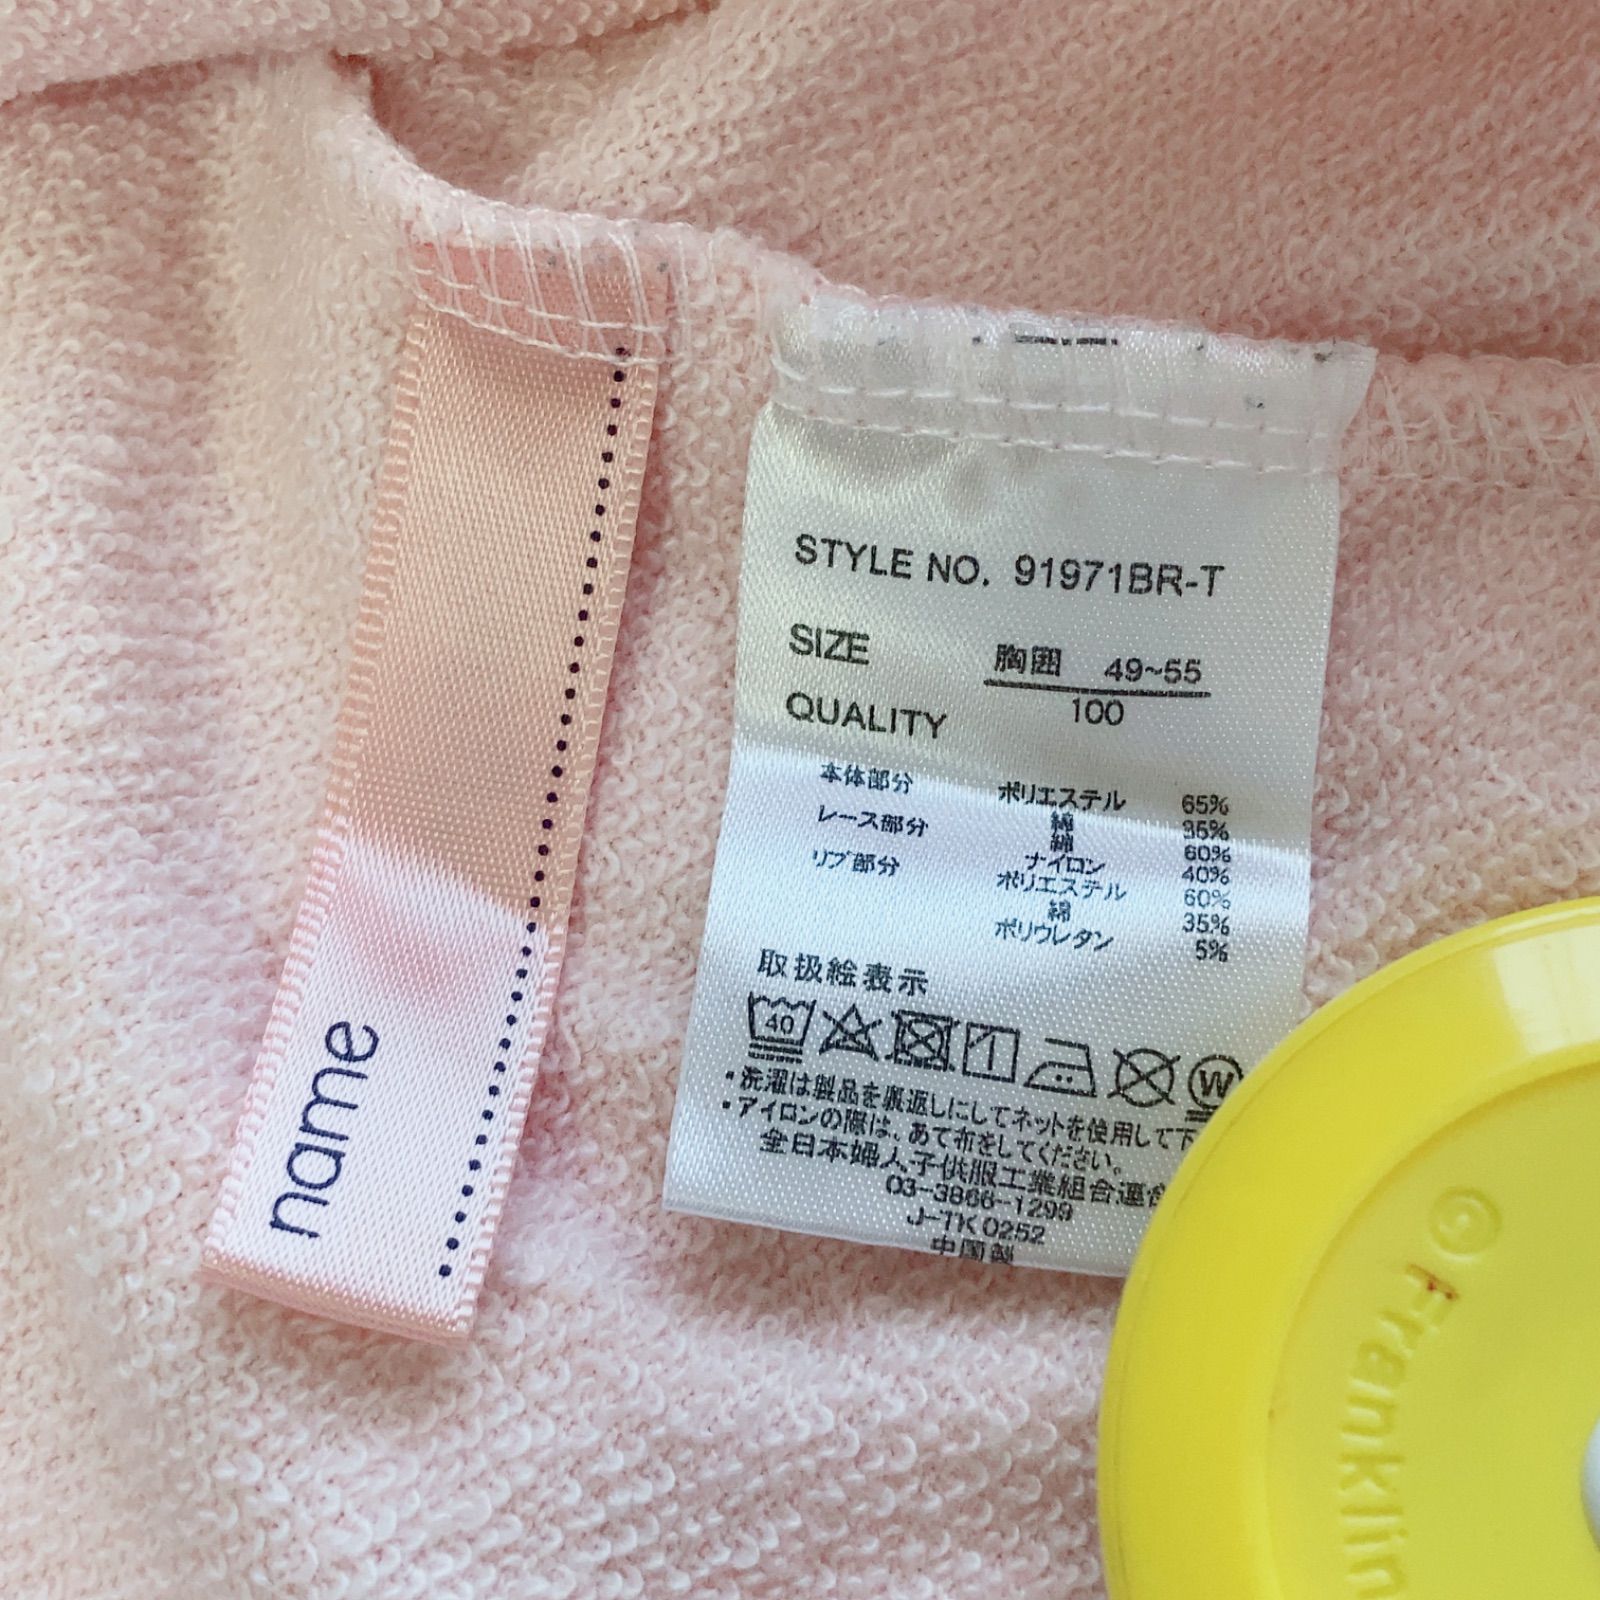 name
STYLE NO. 91971BR-T
SIZE 胸囲 49~55
100
QUALITY
本体部分 ポリエステル 65%
綿 35%
レース部分 綿 60%
ナイロン 40%
リブ部分 ポリエステル 60%
綿 35%
ポリウレタン 5%
取扱絵表示
40 W
・洗濯は製品を裏返しにしてネットを使用して下
・アイロンの際は、あて布をしてください。
全日本婦人子供服工業組合連合
03-3866-1299
J-TK 0252
中国製
© Franklin